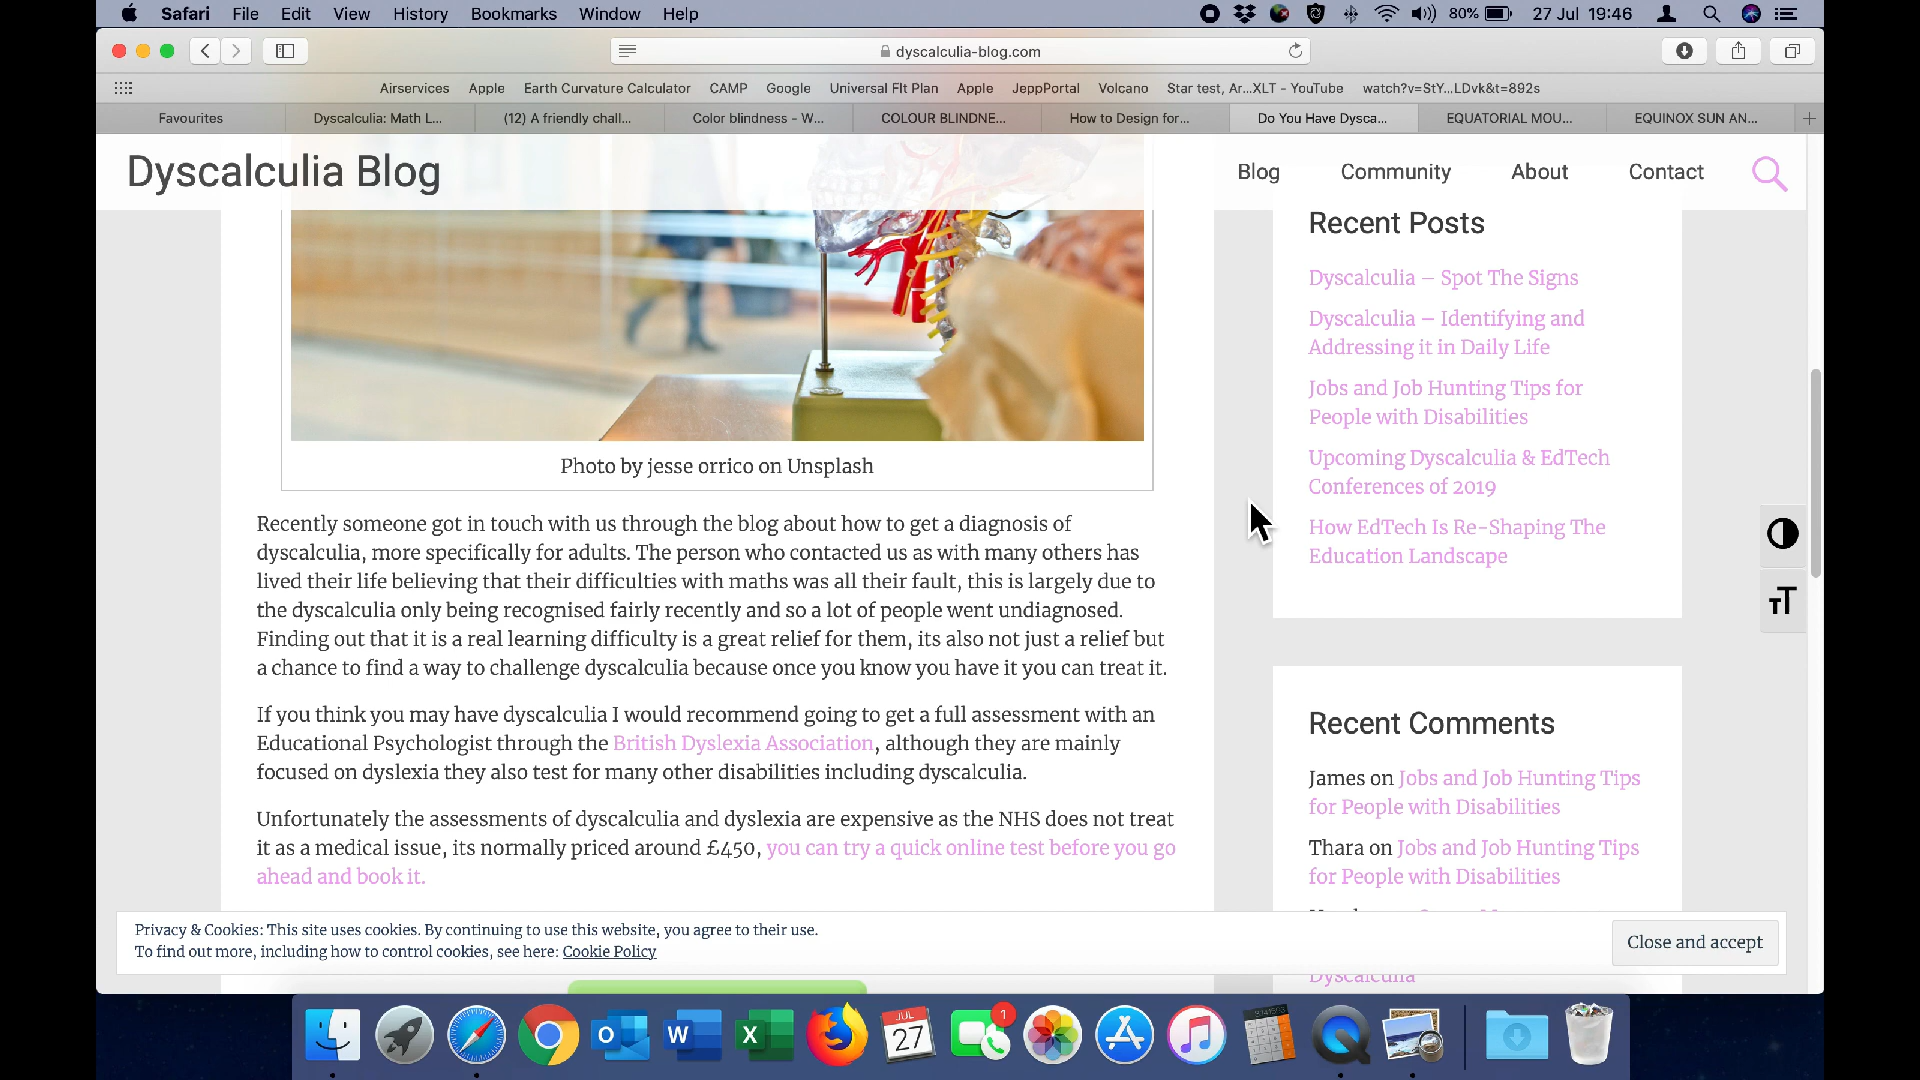 Safari File Edit View History Bookmarks Window Help 80% 27 Jul 19:46
dyscalculia-blog.com
Airservices Apple Earth Curvature Calculator CAMP Google Universal Flt Plan Apple JeppPortal Volcano Star test, Ar...XLT - YouTube watch?v=StY...LDvk&t=892s
Favourites Dyscalculia: Math L... (12) A friendly chall... Color blindness - W... COLOUR BLINDNE... How to Design for... Do You Have Dysca... EQUATORIAL MOU... EQUINOX SUN AN...
Dyscalculia Blog
Blog Community About Contact
Photo by jesse orrico on Unsplash
Recently someone got in touch with us through the blog about how to get a diagnosis of
dyscalculia, more specifically for adults. The person who contacted us as with many others has
lived their life believing that their difficulties with maths was all their fault, this is largely due to
the dyscalculia only being recognised fairly recently and so a lot of people went undiagnosed.
Finding out that it is a real learning difficulty is a great relief for them, its also not just a relief but
a chance to find a way to challenge dyscalculia because once you know you have it you can treat it.
If you think you may have dyscalculia I would recommend going to get a full assessment with an
Educational Psychologist through the British Dyslexia Association, although they are mainly
focused on dyslexia they also test for many other disabilities including dyscalculia.
Unfortunately the assessments of dyscalculia and dyslexia are expensive as the NHS does not treat
it as a medical issue, its normally priced around £450, you can try a quick online test before you go
ahead and book it.
Recent Posts
Dyscalculia – Spot The Signs
Dyscalculia – Identifying and
Addressing it in Daily Life
Jobs and Job Hunting Tips for
People with Disabilities
Upcoming Dyscalculia & EdTech
Conferences of 2019
How EdTech Is Re-Shaping The
Education Landscape
Recent Comments
James on Jobs and Job Hunting Tips
for People with Disabilities
Thara on Jobs and Job Hunting Tips
for People with Disabilities
Dyscalculia
TT
Privacy & Cookies: This site uses cookies. By continuing to use this website, you agree to their use.
To find out more, including how to control cookies, see here: Cookie Policy
Close and accept
O W X JUL 27 1